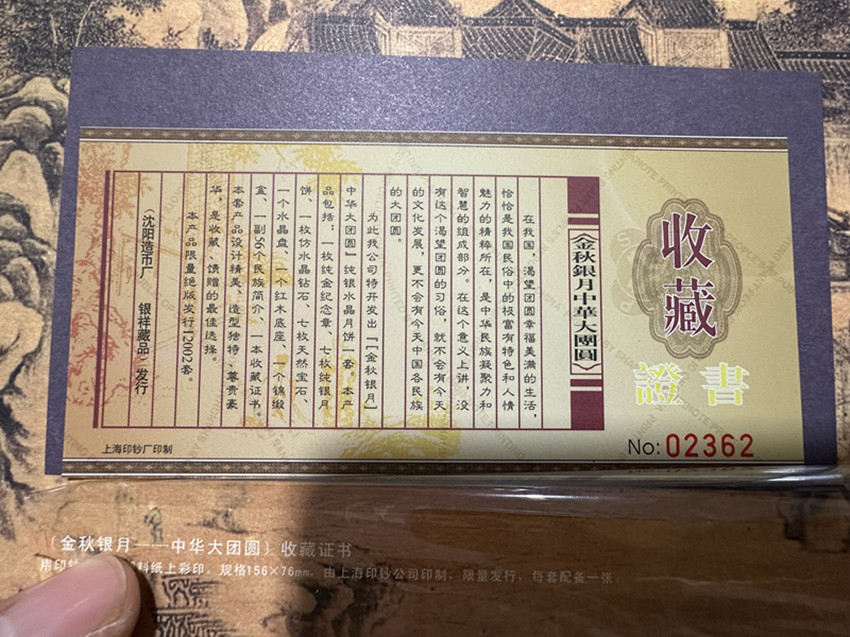 收藏
證書
No:02362
《金秋銀月中華大團圓》
在我国,渴望团圆幸福美满的生活,
恰恰是我国民俗中的极富有特色和人情
魅力的精粹所在,是中华民族凝聚力和
智慧的组成部分。在这个意义上讲,没
有这个渴望团圆的习俗,就不会有今天
的文化发展,更不会有今天中国各民族
的大团圆。
为此我公司特开发出『【金秋银月】
中华大团圆』纯银水晶月饼一套,本产
品包括:一枚纯金纪念章、七枚纯银月
饼、一枚仿水晶钻石、七枚天然宝石、
一个水晶盘、一个红木底座、一个锦缎
盒、一副56个民族简介、一本收藏证书。
本套产品设计精美、造型独特、尊贵豪
华,是收藏、馈赠的最佳选择。
本产品限量绝版发行12002套。
(沈阳造币厂 银祥藏品)发行
上海印钞厂印制
(金秋银月——中华大团圆)收藏证书
用印钞 料纸上彩印,规格156×76mm,由上海印钞公司印制,限量发行,每套配备一张。